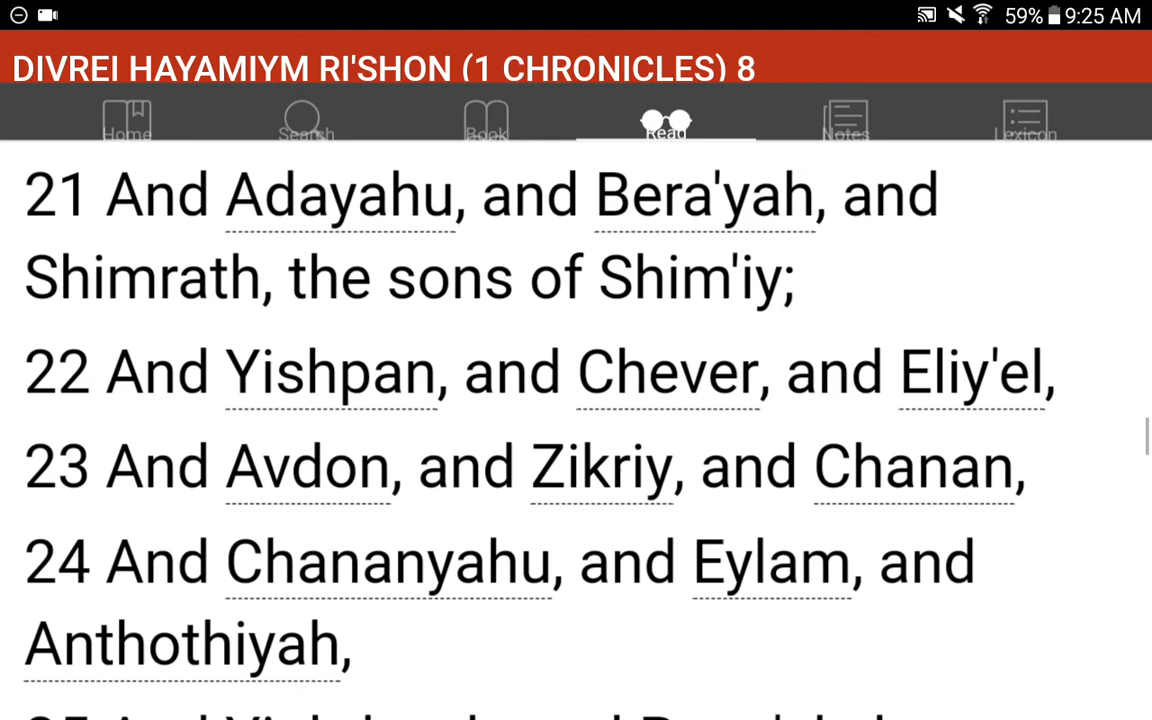 59% 9:25 AM
DIVREI HAYAMIYM RI'SHON (1 CHRONICLES) 8
Home Search Book Read Notes Lexicon
21 And Adayahu, and Bera'yah, and
Shimrath, the sons of Shim'iy;
22 And Yishpan, and Chever, and Eliy'el,
23 And Avdon, and Zikriy, and Chanan,
24 And Chananyahu, and Eylam, and
Anthothiyah,